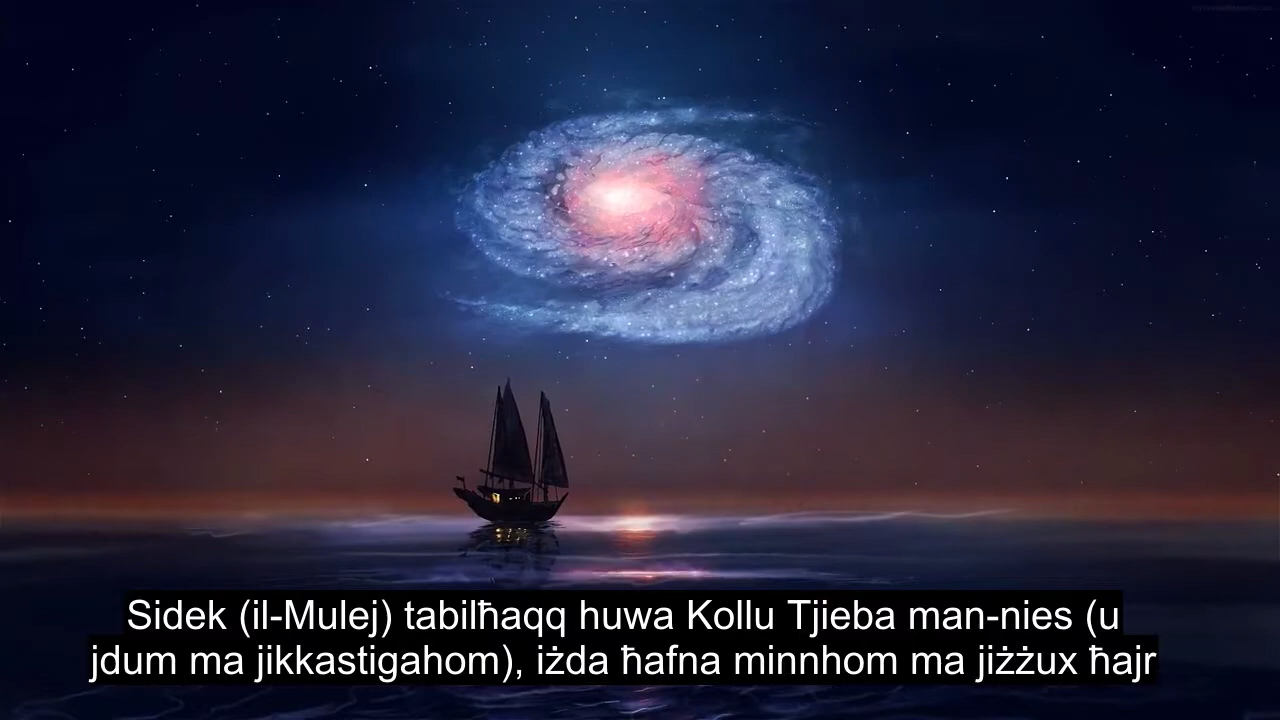 Sidek (il-Mulej) tabilħaqq huwa Kollu Tjieba man-nies (u
jdum ma jikkastigahom), iżda ħafna minnhom ma jiżżux ħajr